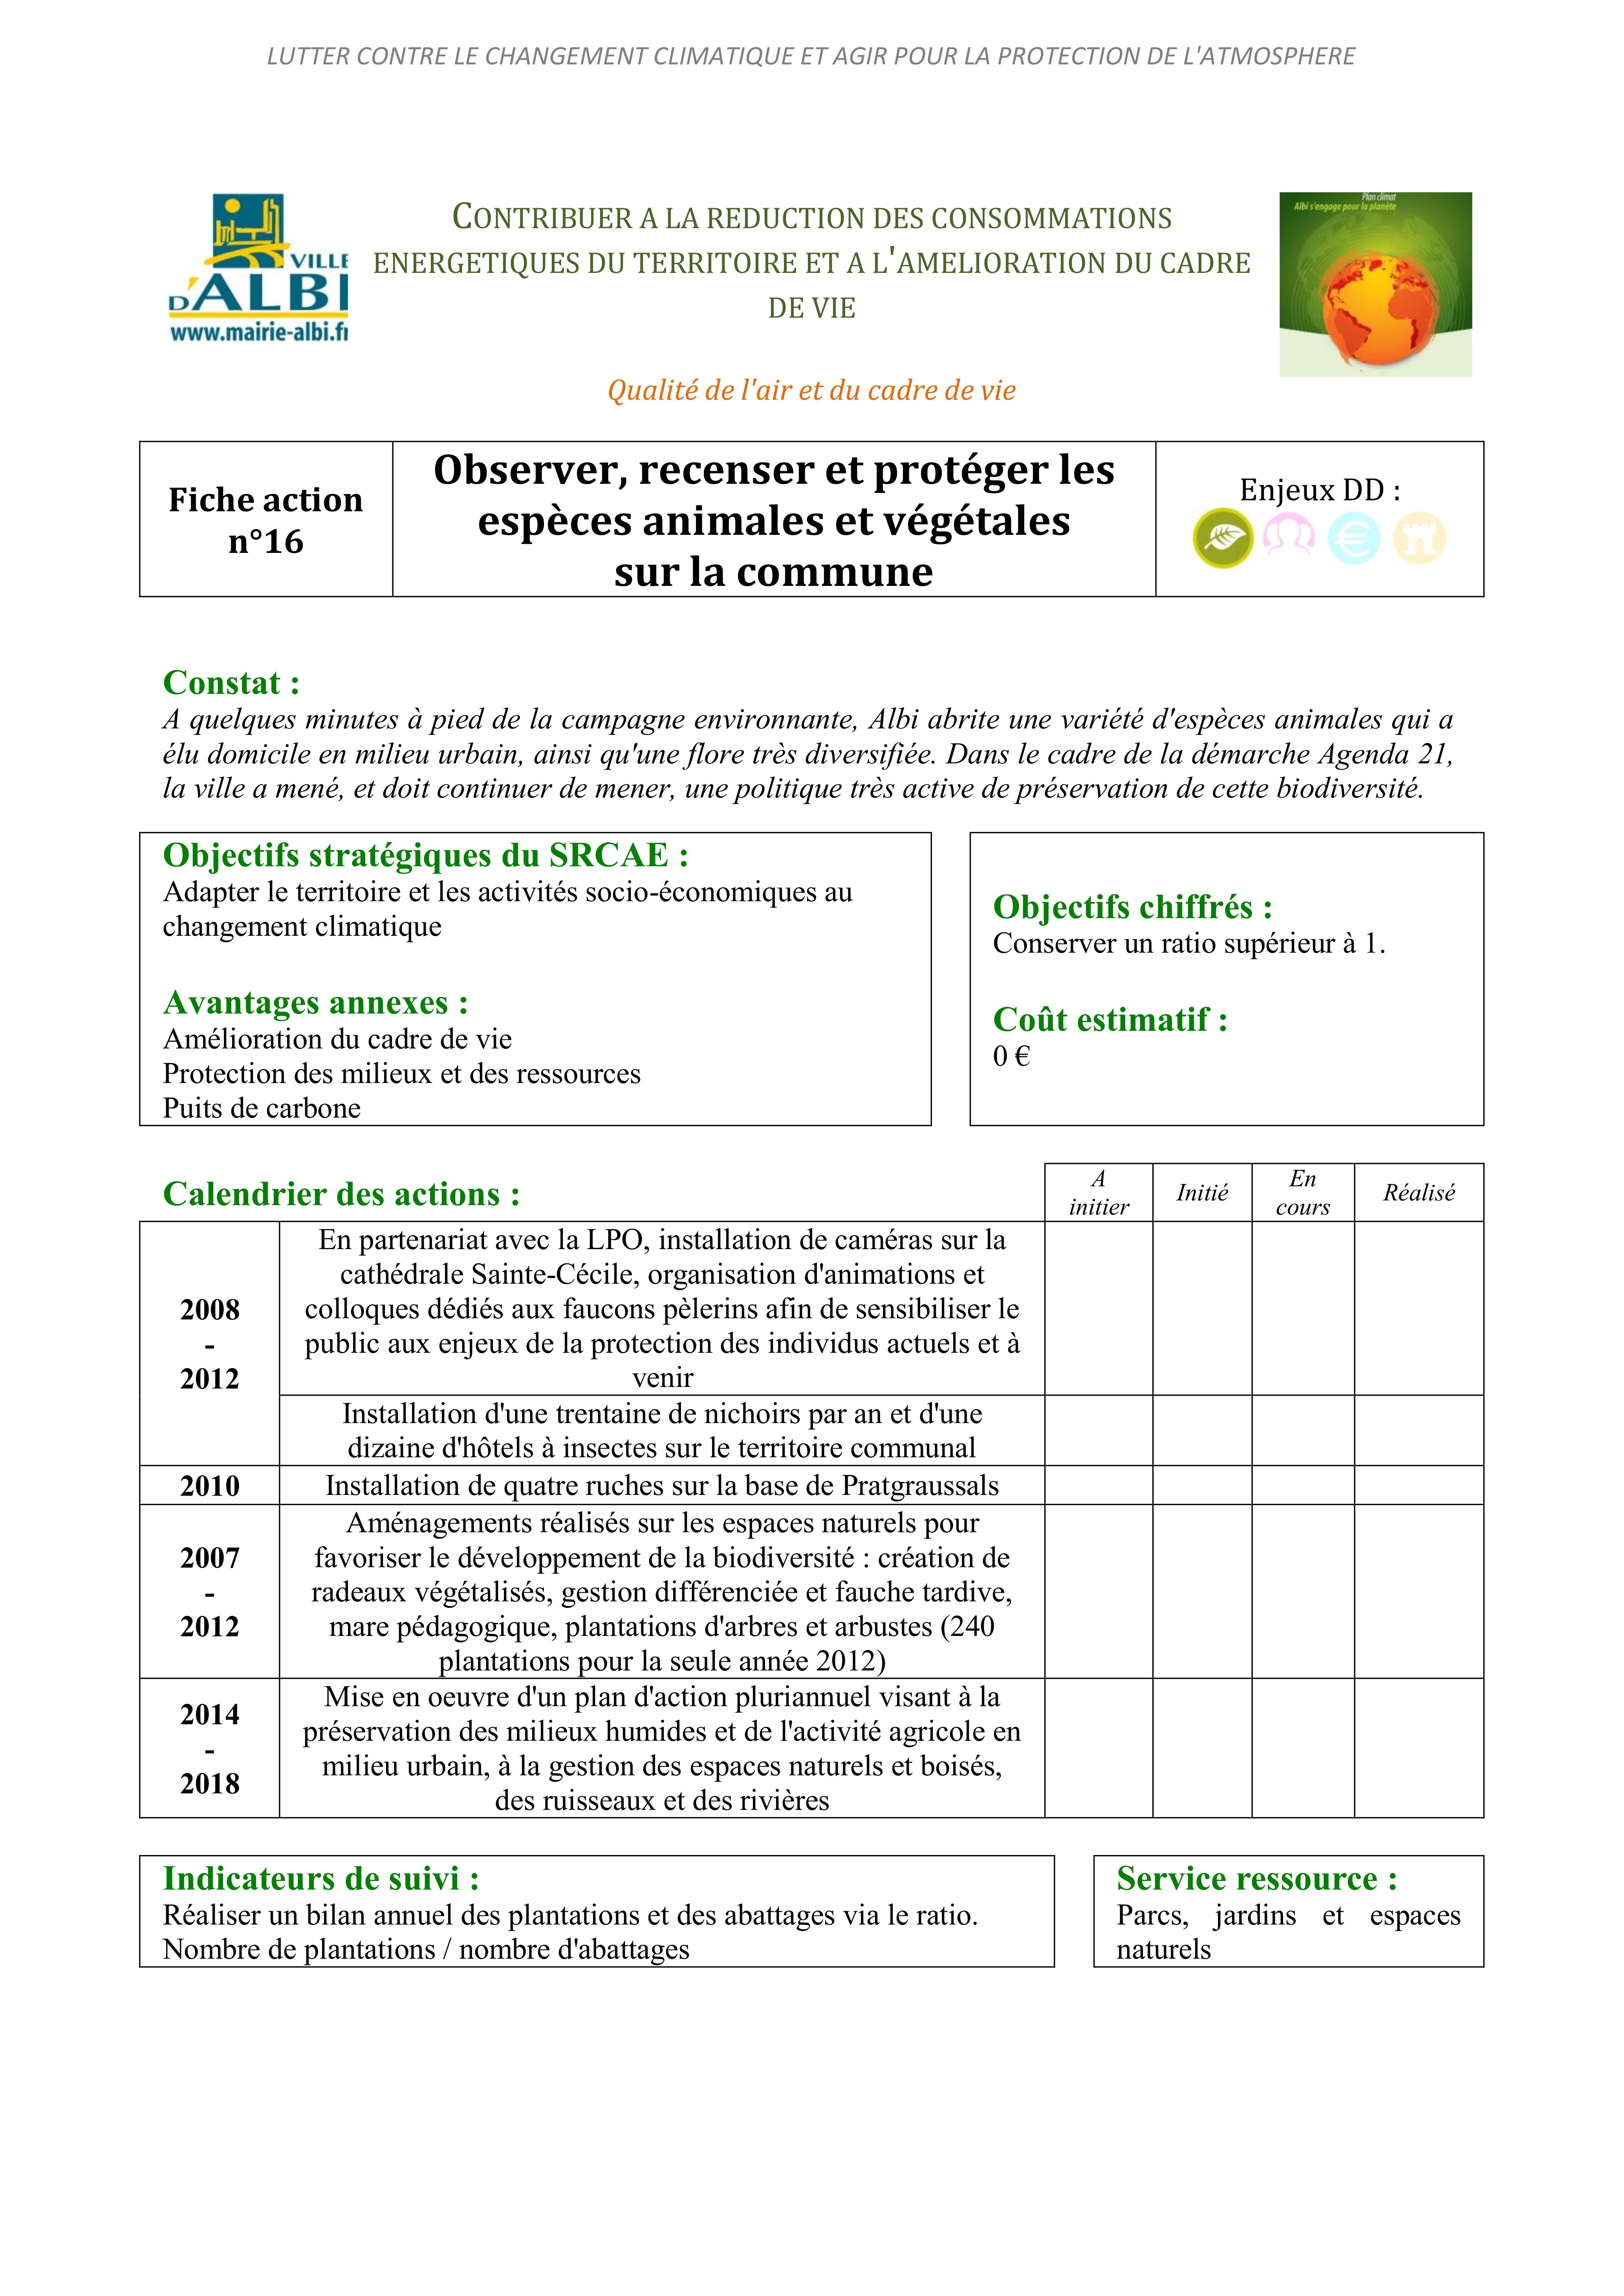 LUTTER CONTRE LE CHANGEMENT CLIMATIQUE ET AGIR POUR LA PROTECTION DE L'ATMOSPHERE
VILLE
D'ALBI
www.mairie-albi.fr
CONTRIBUER A LA REDUCTION DES CONSOMMATIONS
ENERGETIQUES DU TERRITOIRE ET A L'AMELIORATION DU CADRE
DE VIE
Plan climat
Albi s'engage pour la planète
Qualité de l'air et du cadre de vie
Fiche action
n°16
Observer, recenser et protéger les
espèces animales et végétales
sur la commune
Enjeux DD :
Constat :
A quelques minutes à pied de la campagne environnante, Albi abrite une variété d'espèces animales qui a
élu domicile en milieu urbain, ainsi qu'une flore très diversifiée. Dans le cadre de la démarche Agenda 21,
la ville a mené, et doit continuer de mener, une politique très active de préservation de cette biodiversité.
Objectifs stratégiques du SRCAE :
Adapter le territoire et les activités socio-économiques au
changement climatique
Avantages annexes :
Amélioration du cadre de vie
Protection des milieux et des ressources
Puits de carbone
Objectifs chiffrés :
Conserver un ratio supérieur à 1.
Coût estimatif :
0 €
Calendrier des actions :
A
initier
Initié
En
cours
Réalisé
2008
-
2012
En partenariat avec la LPO, installation de caméras sur la
cathédrale Sainte-Cécile, organisation d'animations et
colloques dédiés aux faucons pèlerins afin de sensibiliser le
public aux enjeux de la protection des individus actuels et à
venir
Installation d'une trentaine de nichoirs par an et d'une
dizaine d'hôtels à insectes sur le territoire communal
2010
Installation de quatre ruches sur la base de Pratgraussals
2007
-
2012
Aménagements réalisés sur les espaces naturels pour
favoriser le développement de la biodiversité : création de
radeaux végétalisés, gestion différenciée et fauche tardive,
mare pédagogique, plantations d'arbres et arbustes (240
plantations pour la seule année 2012)
2014
-
2018
Mise en oeuvre d'un plan d'action pluriannuel visant à la
préservation des milieux humides et de l'activité agricole en
milieu urbain, à la gestion des espaces naturels et boisés,
des ruisseaux et des rivières
Indicateurs de suivi :
Réaliser un bilan annuel des plantations et des abattages via le ratio.
Nombre de plantations / nombre d'abattages
Service ressource :
Parcs, jardins et espaces
naturels